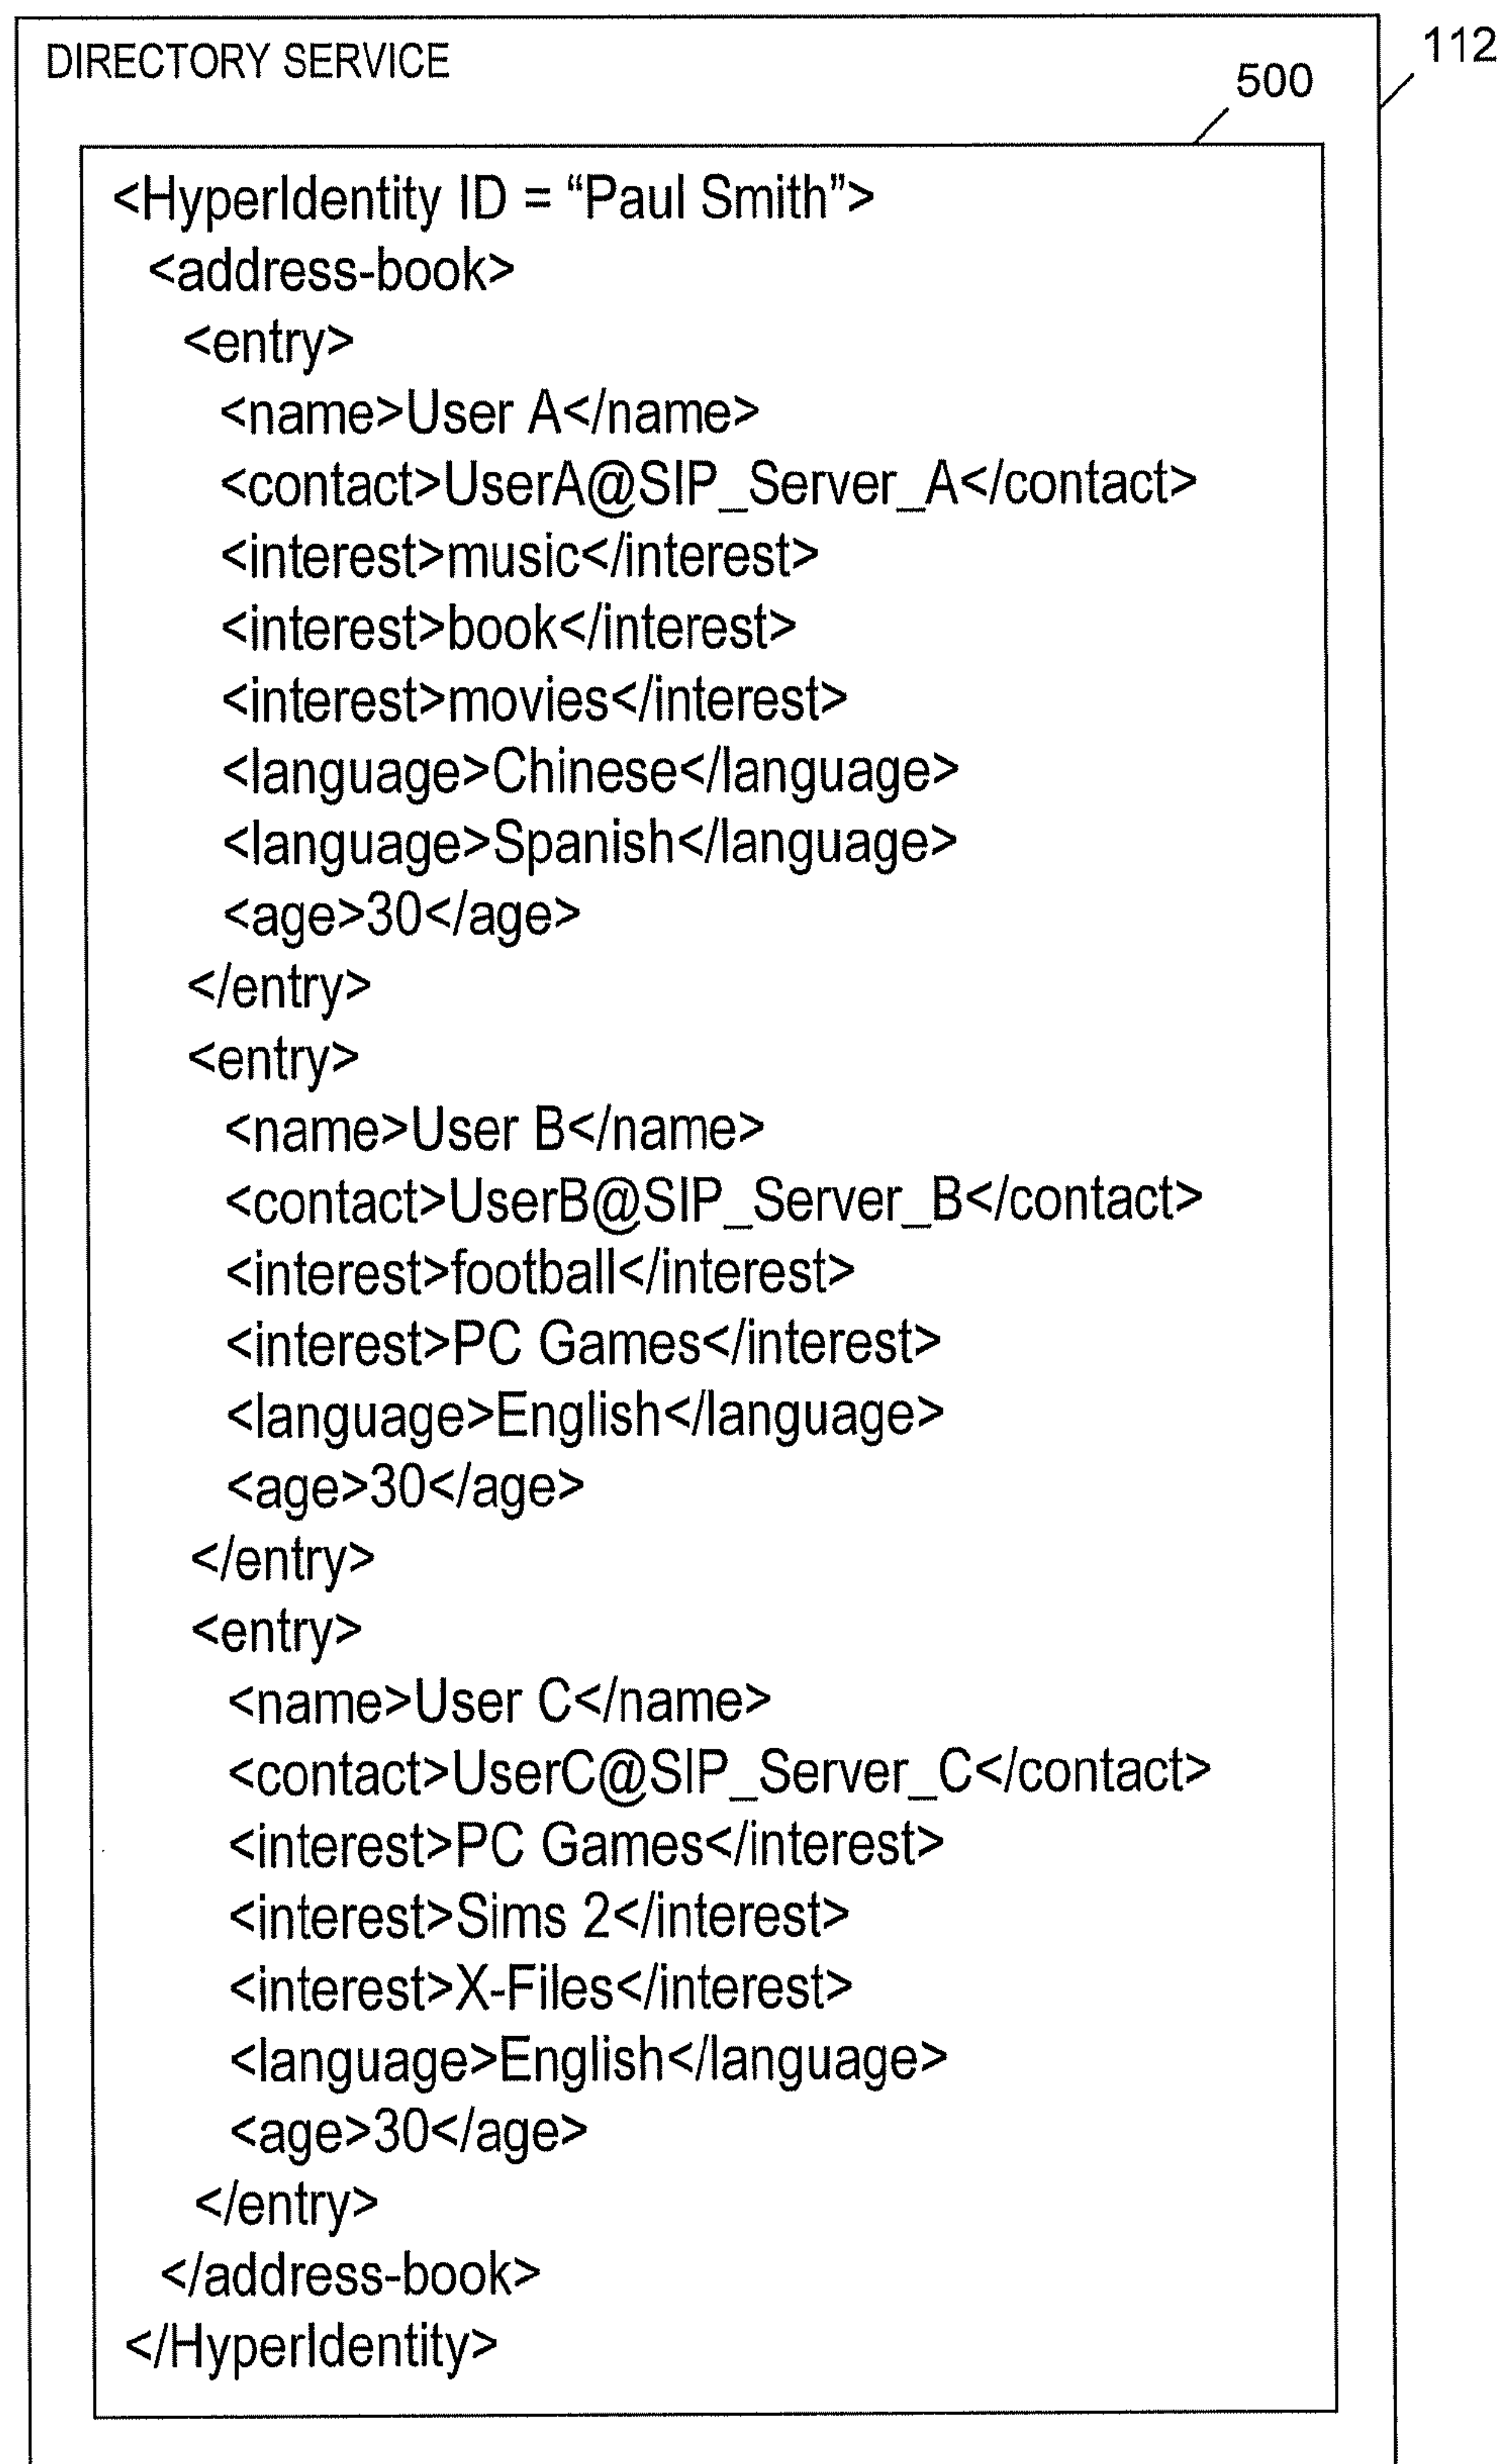 DIRECTORY SERVICE
112
500
<HyperIdentity ID = “Paul Smith”>
<address-book>
<entry>
<name>User A</name>
<contact>UserA@SIP_Server_A</contact>
<interest>music</interest>
<interest>book</interest>
<interest>movies</interest>
<language>Chinese</language>
<language>Spanish</language>
<age>30</age>
</entry>
<entry>
<name>User B</name>
<contact>UserB@SIP_Server_B</contact>
<interest>football</interest>
<interest>PC Games</interest>
<language>English</language>
<age>30</age>
</entry>
<entry>
<name>User C</name>
<contact>UserC@SIP_Server_C</contact>
<interest>PC Games</interest>
<interest>Sims 2</interest>
<interest>X-Files</interest>
<language>English</language>
<age>30</age>
</entry>
</address-book>
</HyperIdentity>